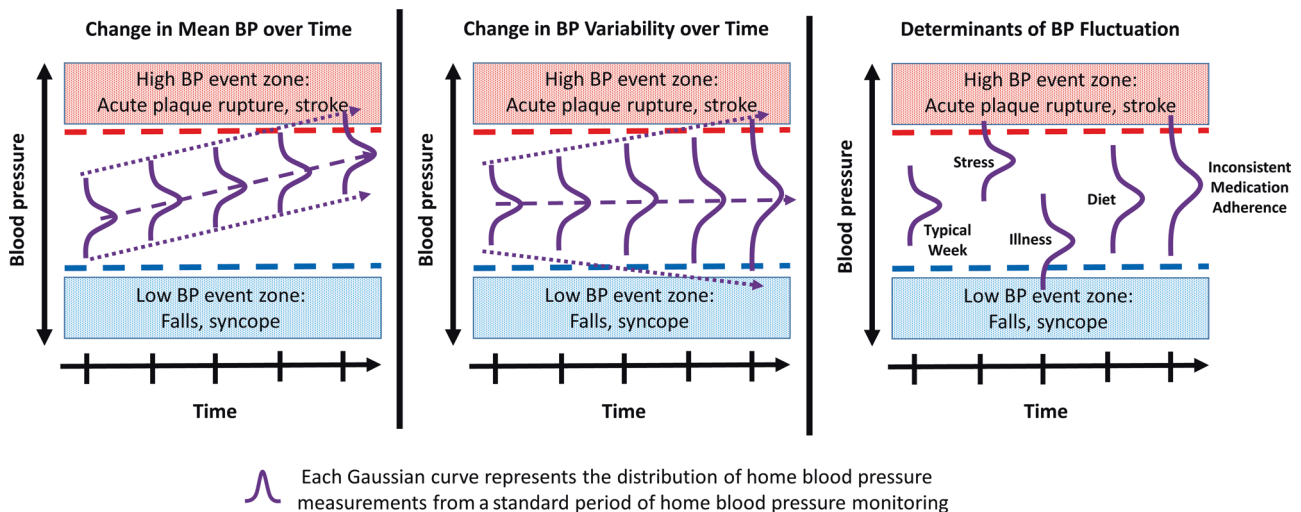 Change in Mean BP over Time
High BP event zone:
Acute plaque rupture, stroke
Blood pressure
Low BP event zone:
Falls, syncope
Time
Change in BP Variability over Time
High BP event zone:
Acute plaque rupture, stroke
Blood pressure
Low BP event zone:
Falls, syncope
Time
Determinants of BP Fluctuation
High BP event zone:
Acute plaque rupture, stroke
Blood pressure
Typical
Week
Stress
Illness
Diet
Inconsistent
Medication
Adherence
Low BP event zone:
Falls, syncope
Time
Each Gaussian curve represents the distribution of home blood pressure
measurements from a standard period of home blood pressure monitoring